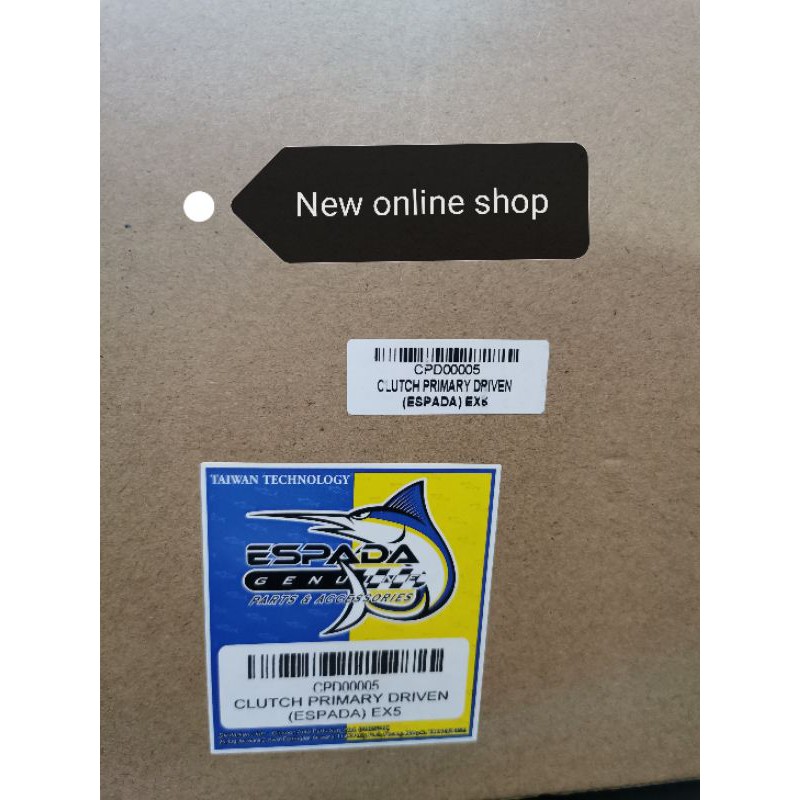 New online shop
CPD00005
CLUTCH PRIMARY DRIVEN
(ESPADA) EX5
TAIWAN TECHNOLOGY
ESPADA
GENUINE
PARTS & ACCESSORIES
CPD00005
CLUTCH PRIMARY DRIVEN
(ESPADA) EX5